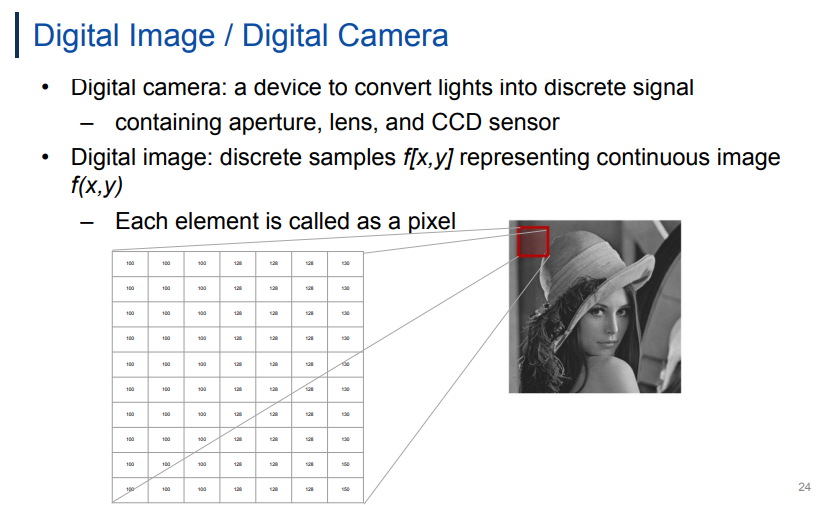 Digital Image / Digital Camera
• Digital camera: a device to convert lights into discrete signal
– containing aperture, lens, and CCD sensor
• Digital image: discrete samples f[x,y] representing continuous image
f(x,y)
– Each element is called as a pixel
100 100 100 128 128 128 130
100 100 100 128 128 128 130
100 100 100 128 128 128 130
100 100 100 128 128 128 130
100 100 100 128 128 128 130
100 100 100 128 128 128 130
100 100 100 128 128 128 130
100 100 100 128 128 128 130
100 100 100 128 128 128 150
100 100 100 128 128 128 150
24